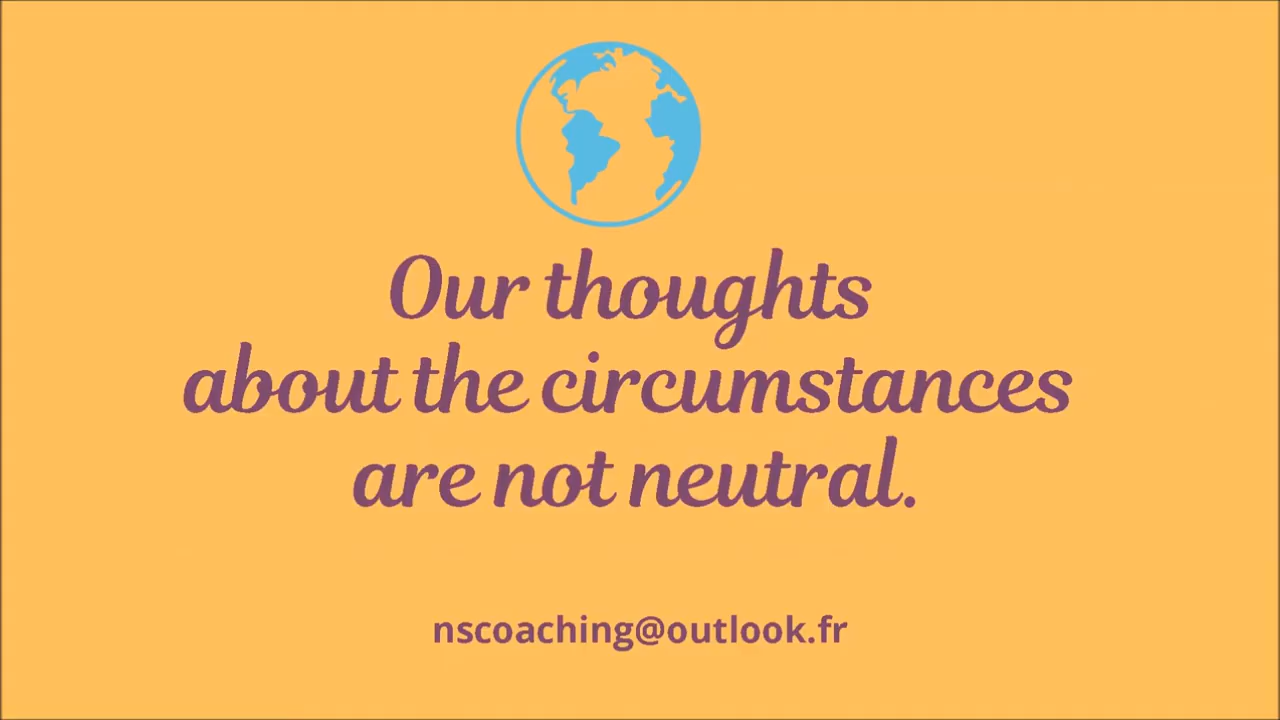 Our thoughts
about the circumstances
are not neutral.
nscoaching@outlook.fr